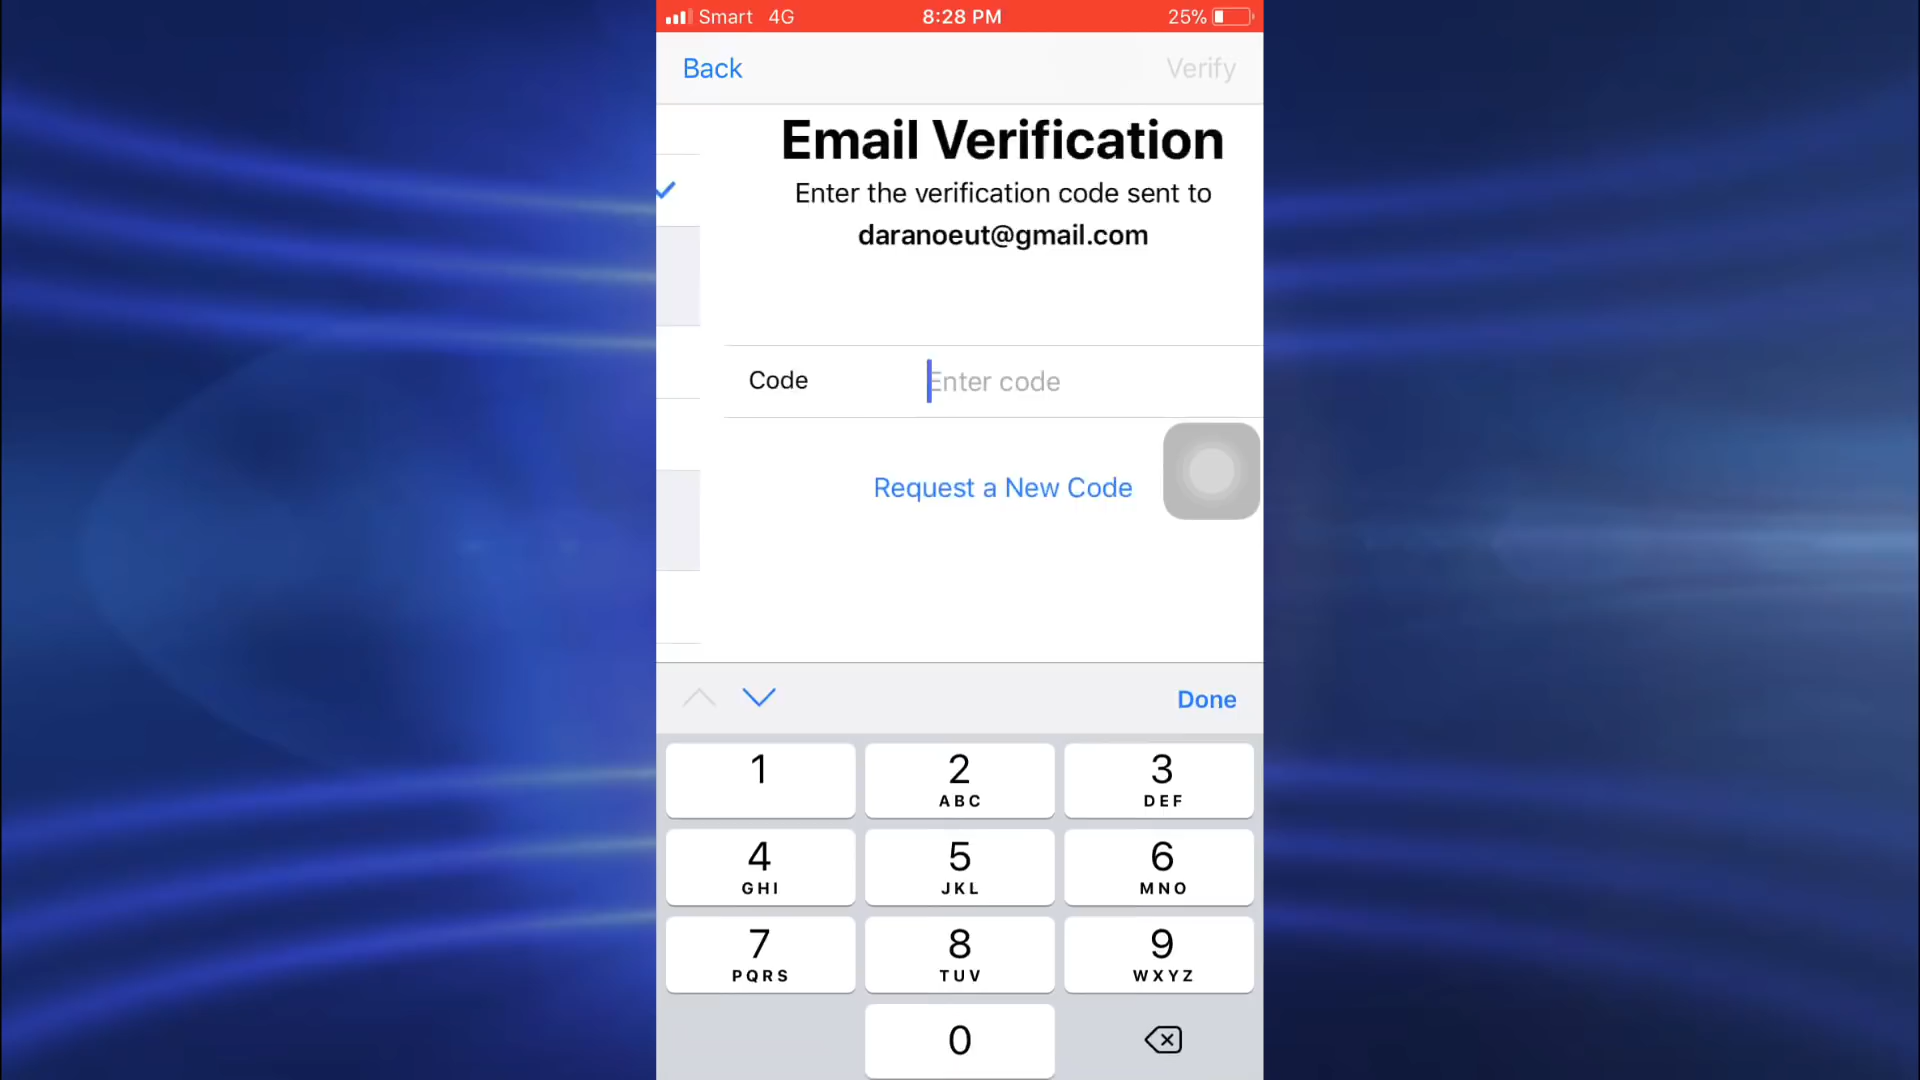 Smart 4G 8:28 PM 25%
Back Verify
Email Verification
Enter the verification code sent to
daranoeut@gmail.com
Code Enter code
Request a New Code
Done
1 2 3
ABC DEF
4 5 6
GHI JKL MNO
7 8 9
PQRS TUV WXYZ
0